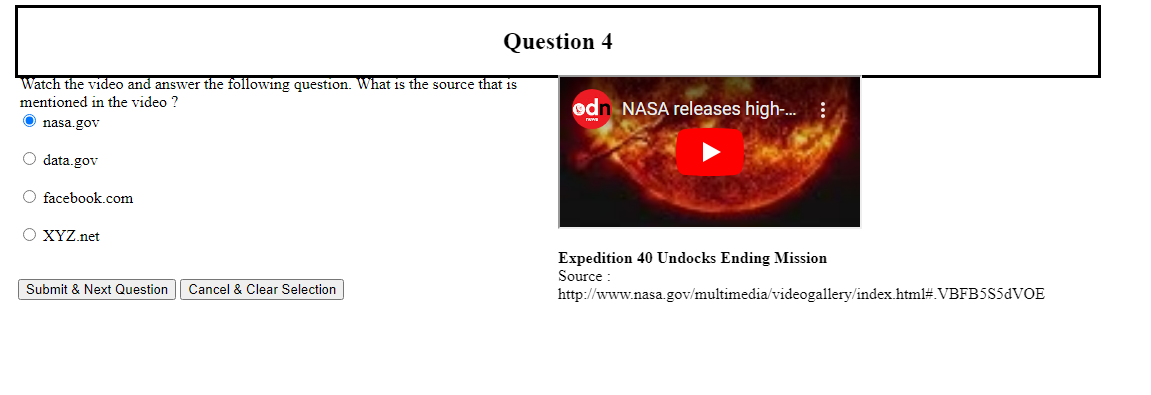 Question 4
Watch the video and answer the following question. What is the source that is
mentioned in the video ?
nasa.gov
data.gov
facebook.com
XYZ.net
Submit & Next Question
Cancel & Clear Selection
odn
news
NASA releases high-...
Expedition 40 Undocks Ending Mission
Source :
http://www.nasa.gov/multimedia/videogallery/index.html#.VBFB5S5dVOE